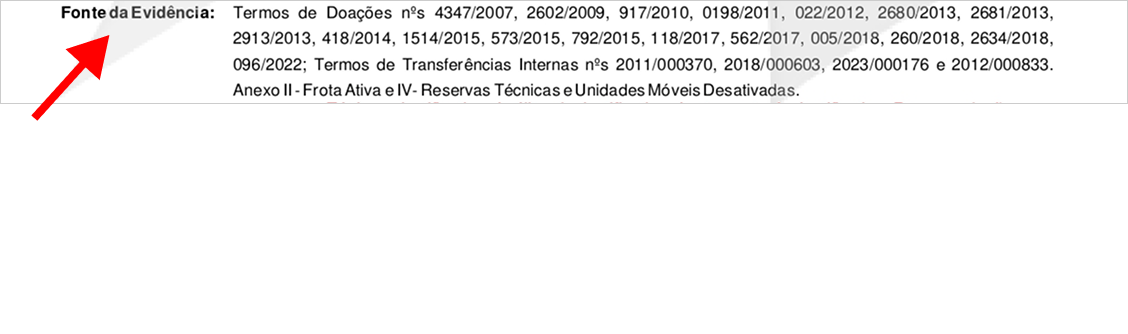 Fonte da Evidência: Termos de Doações nºs 4347/2007, 2602/2009, 917/2010, 0198/2011, 022/2012, 2680/2013, 2681/2013,
2913/2013, 418/2014, 1514/2015, 573/2015, 792/2015, 118/2017, 562/2017, 005/2018, 260/2018, 2634/2018,
096/2022; Termos de Transferências Internas nºs 2011/000370, 2018/000603, 2023/000176 e 2012/000833.
Anexo II - Frota Ativa e IV- Reservas Técnicas e Unidades Móveis Desativadas.